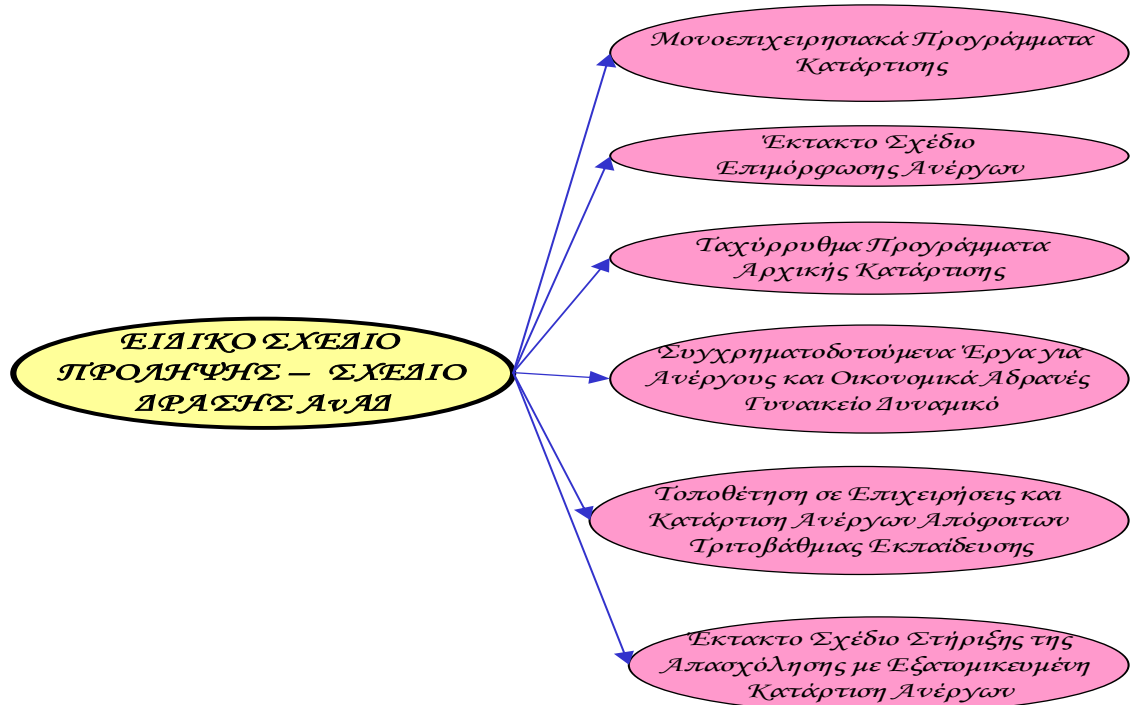 Μονοεπιχειρησιακά Προγράμματα
Κατάρτισης
Έκτακτο Σχέδιο
Επιμόρφωσης Ανέργων
Ταχύρρυθμα Προγράμματα
Αρχικής Κατάρτισης
ΕΙΔΙΚΟ ΣΧΕΔΙΟ
ΠΡΟΛΗΨΗΣ – ΣΧΕΔΙΟ
ΔΡΑΣΗΣ ΑνΑΔ
Συγχρηματοδοτούμενα Έργα για
Ανέργους και Οικονομικά Αδρανές
Γυναικείο Δυναμικό
Τοποθέτηση σε Επιχειρήσεις και
Κατάρτιση Ανέργων Απόφοιτων
Τριτοβάθμιας Εκπαίδευσης
Έκτακτο Σχέδιο Στήριξης της
Απασχόλησης με Εξατομικευμένη
Κατάρτιση Ανέργων